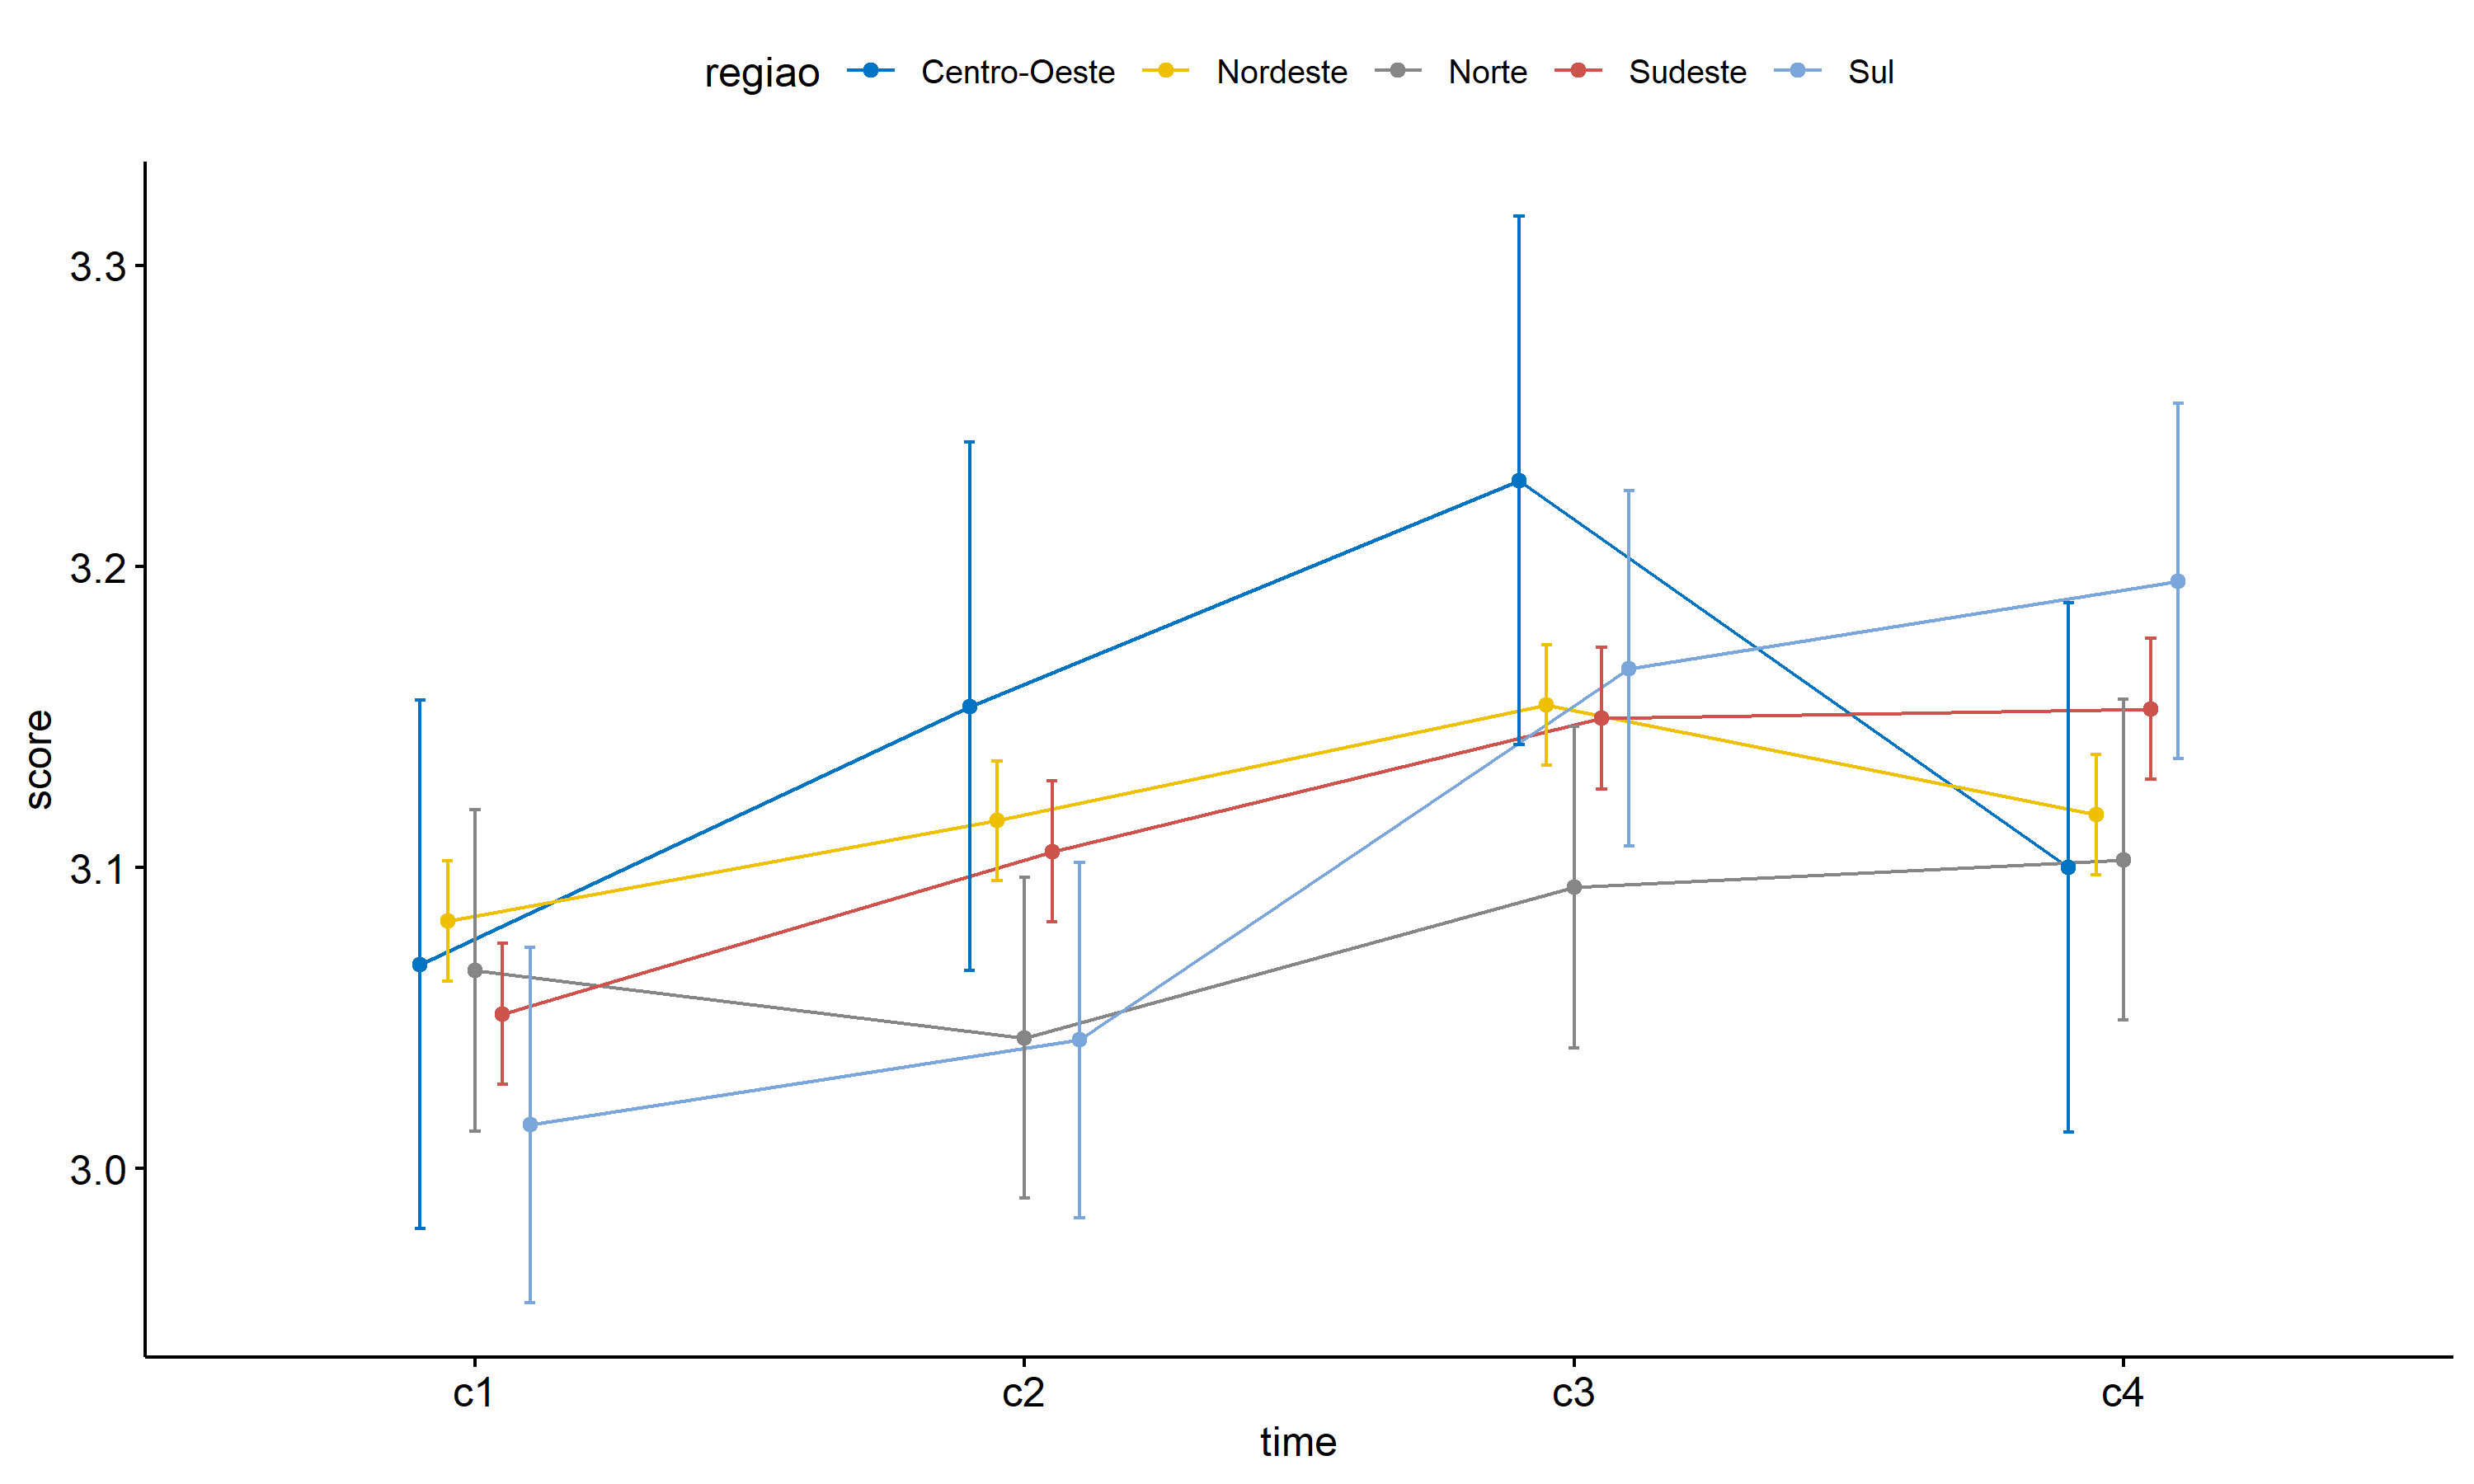 regiao Centro-Oeste Nordeste Norte Sudeste Sul
3.3
3.2
3.1
3.0
score
c1 c2 c3 c4
time